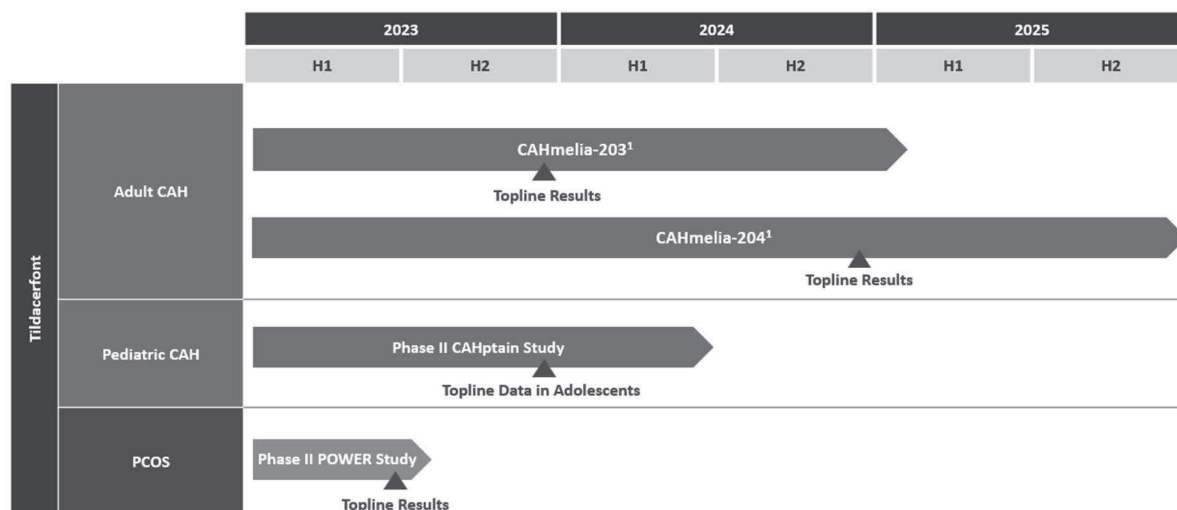 2023 2024 2025
H1 H2 H1 H2 H1 H2
Tildacerfont
Adult CAH
CAHmelia-203¹
Topline Results
CAHmelia-204¹
Topline Results
Pediatric CAH
Phase II CAHptain Study
Topline Data in Adolescents
PCOS
Phase II POWER Study
Topline Results